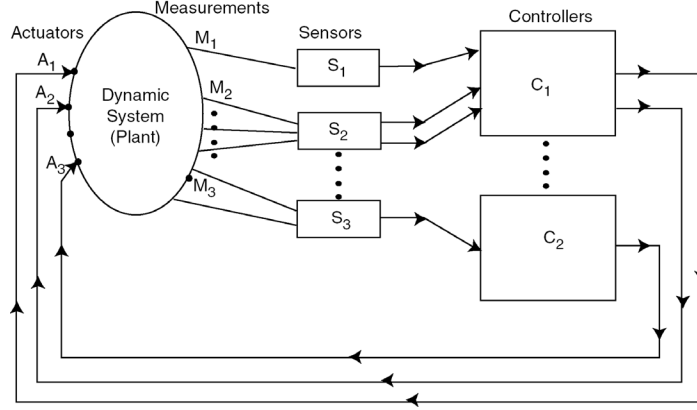 Measurements
Actuators
Sensors
Controllers
A1
M1
S1
C1
A2
M2
Dynamic
System
(Plant)
S2
A3
M3
S3
C2